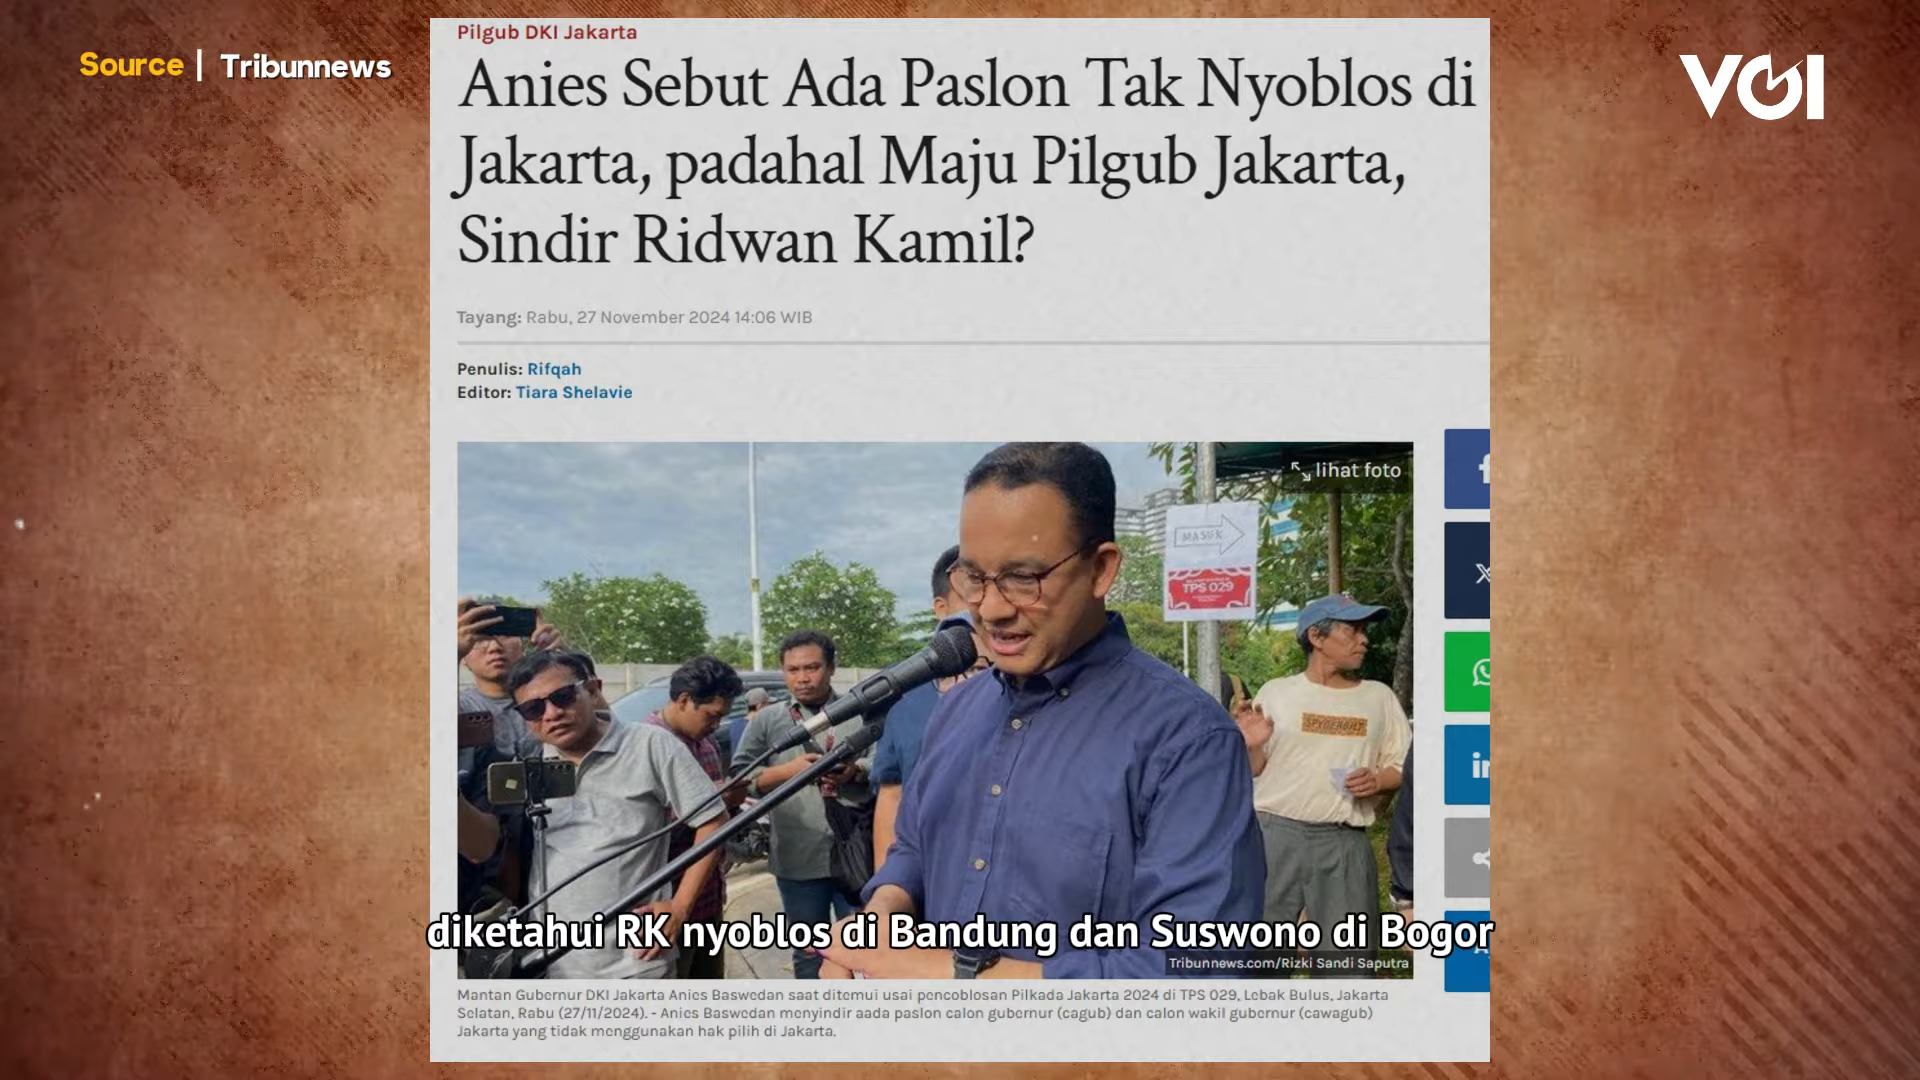 Source | Tribunnews
VOI
Pilgub DKI Jakarta
Anies Sebut Ada Paslon Tak Nyoblos di
Jakarta, padahal Maju Pilgub Jakarta,
Sindir Ridwan Kamil?
Tayang: Rabu, 27 November 2024 14:06 WIB
Penulis: Rifqah
Editor: Tiara Shelavie
lihat foto
MASUK
TPS 029
SPYDERBILT
diketahui RK nyoblos di Bandung dan Suswono di Bogor
Tribunnews.com/Rizki Sandi Saputra
Mantan Gubernur DKI Jakarta Anies Baswedan saat ditemui usai pencoblosan Pilkada Jakarta 2024 di TPS 029, Lebak Bulus, Jakarta
Selatan, Rabu (27/11/2024). - Anies Baswedan menyindir aada paslon calon gubernur (cagub) dan calon wakil gubernur (cawagub)
Jakarta yang tidak menggunakan hak pilih di Jakarta.